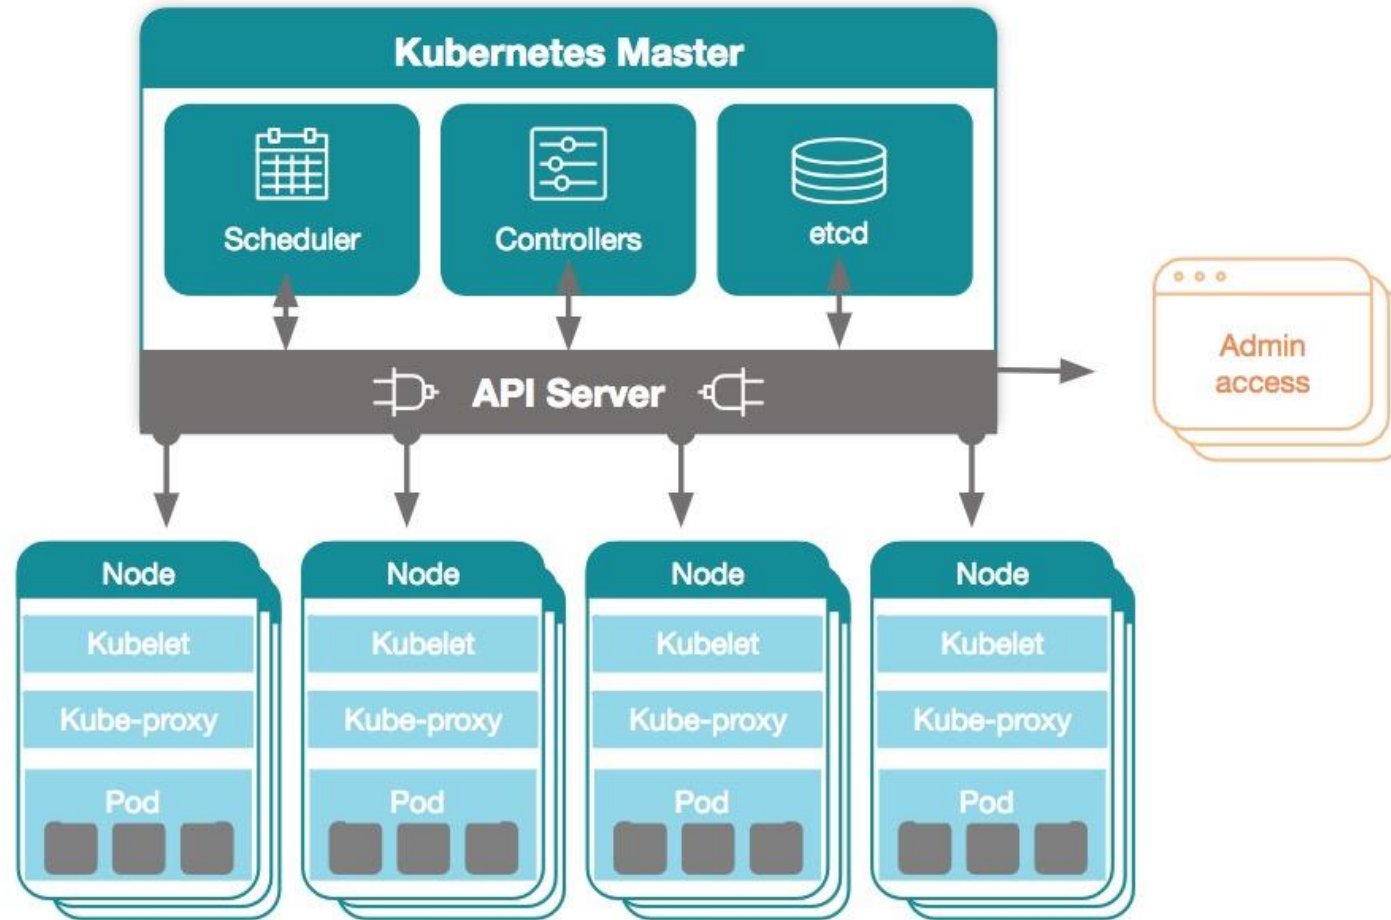 Kubernetes Master
Scheduler
Controllers
etcd
API Server
Admin
access
Node
Kubelet
Kube-proxy
Pod
Node
Kubelet
Kube-proxy
Pod
Node
Kubelet
Kube-proxy
Pod
Node
Kubelet
Kube-proxy
Pod